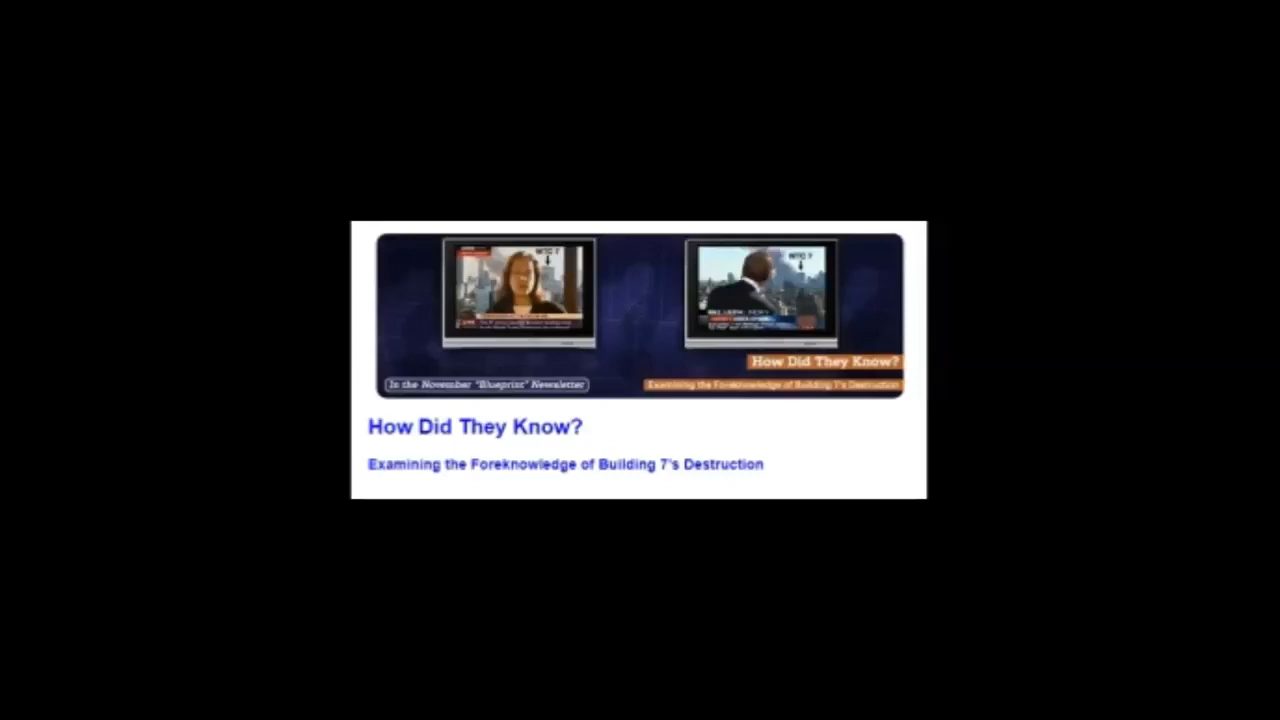 WTC 7
WTC 7
How Did They Know?
In the November "Blueprint" Newsletter
Examining the Foreknowledge of Building 7's Destruction
How Did They Know?
Examining the Foreknowledge of Building 7's Destruction